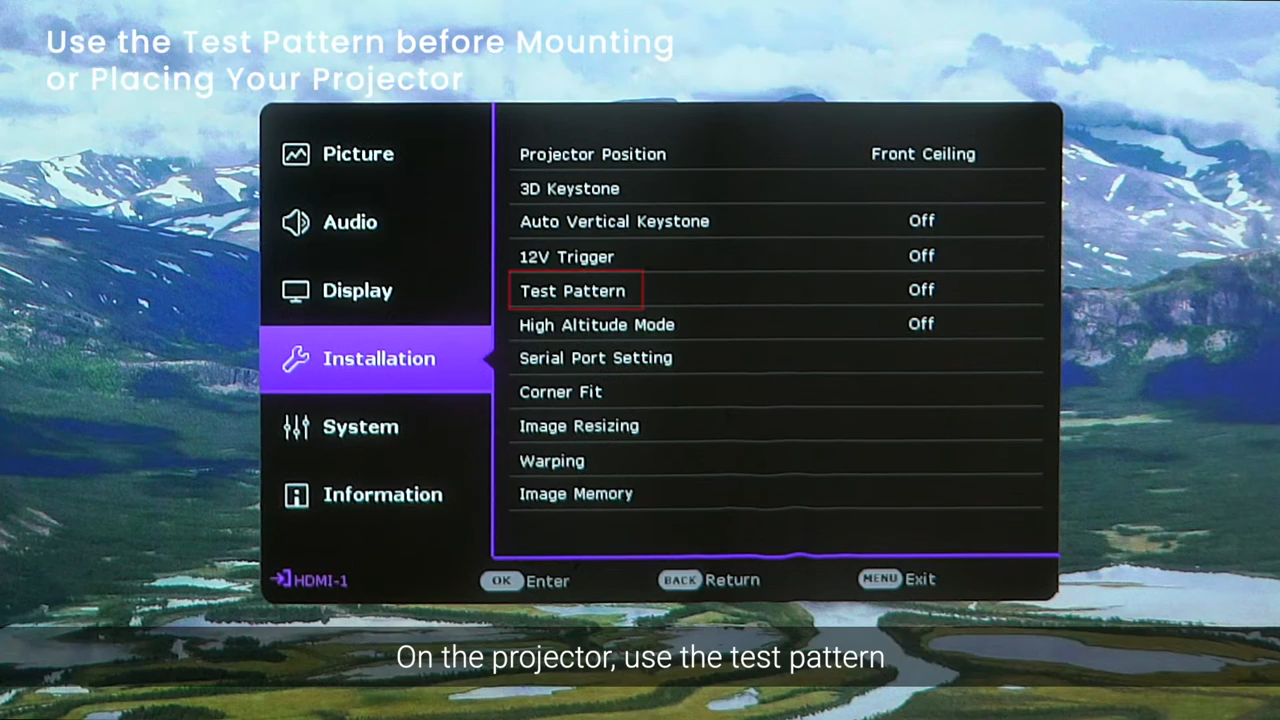 Use the Test Pattern before Mounting
or Placing Your Projector
Picture
Audio
Display
Installation
System
Information
Projector Position Front Ceiling
3D Keystone
Auto Vertical Keystone Off
12V Trigger Off
Test Pattern Off
High Altitude Mode Off
Serial Port Setting
Corner Fit
Image Resizing
Warping
Image Memory
HDMI-1
OK Enter
BACK Return
MENU Exit
On the projector, use the test pattern